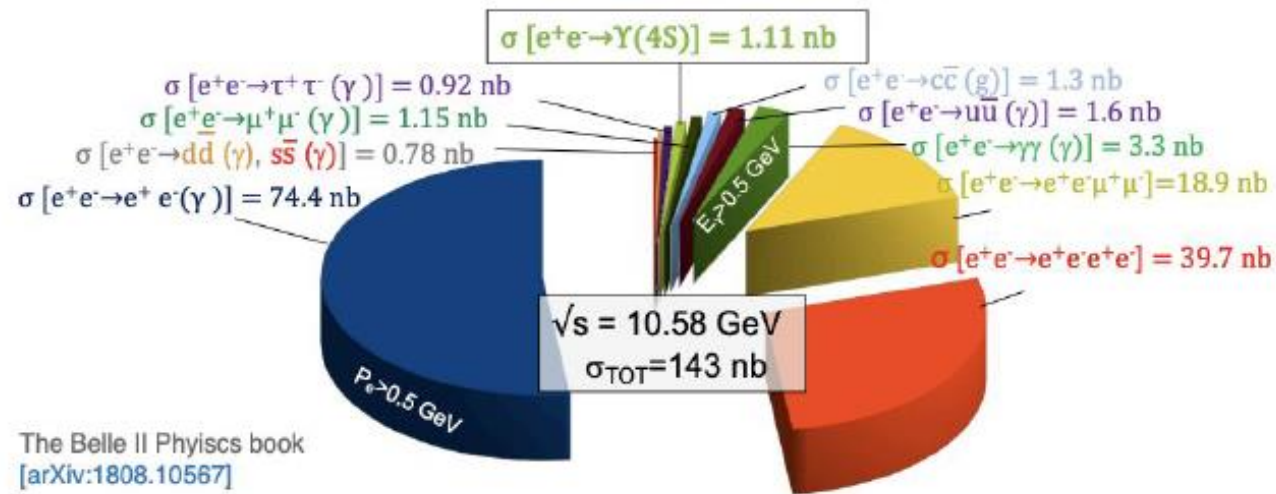 σ [e⁺e⁻→ϒ(4S)] = 1.11 nb
σ [e⁺e⁻→τ⁺τ⁻ (γ)] = 0.92 nb
σ [e⁺e⁻→μ⁺μ⁻ (γ)] = 1.15 nb
σ [e⁺e⁻→dd̅ (γ), ss̅ (γ)] = 0.78 nb
σ [e⁺e⁻→e⁺ e⁻(γ)] = 74.4 nb
σ [e⁺e⁻→cc̅ (g)] = 1.3 nb
σ [e⁺e⁻→uu̅ (γ)] = 1.6 nb
σ [e⁺e⁻→γγ (γ)] = 3.3 nb
σ [e⁺e⁻→e⁺e⁻μ⁺μ⁻]=18.9 nb
σ [e⁺e⁻→e⁺e⁻e⁺e⁻] = 39.7 nb
Eγ>0.5 GeV
√s = 10.58 GeV
σTOT=143 nb
Pₑ>0.5 GeV
The Belle II Phyiscs book
[arXiv:1808.10567]